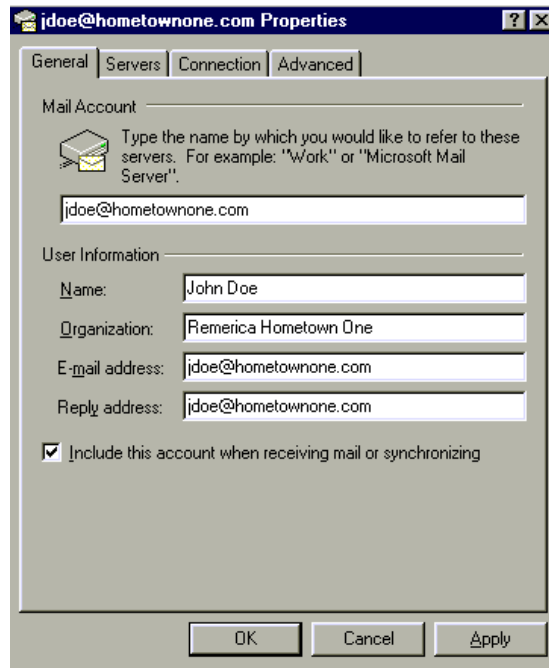 jdoe@hometownone.com Properties
General Servers Connection Advanced
Mail Account
Type the name by which you would like to refer to these
servers. For example: "Work" or "Microsoft Mail
Server".
jdoe@hometownone.com
User Information
Name: John Doe
Organization: Remerica Hometown One
E-mail address: jdoe@hometownone.com
Reply address: jdoe@hometownone.com
Include this account when receiving mail or synchronizing
OK Cancel Apply